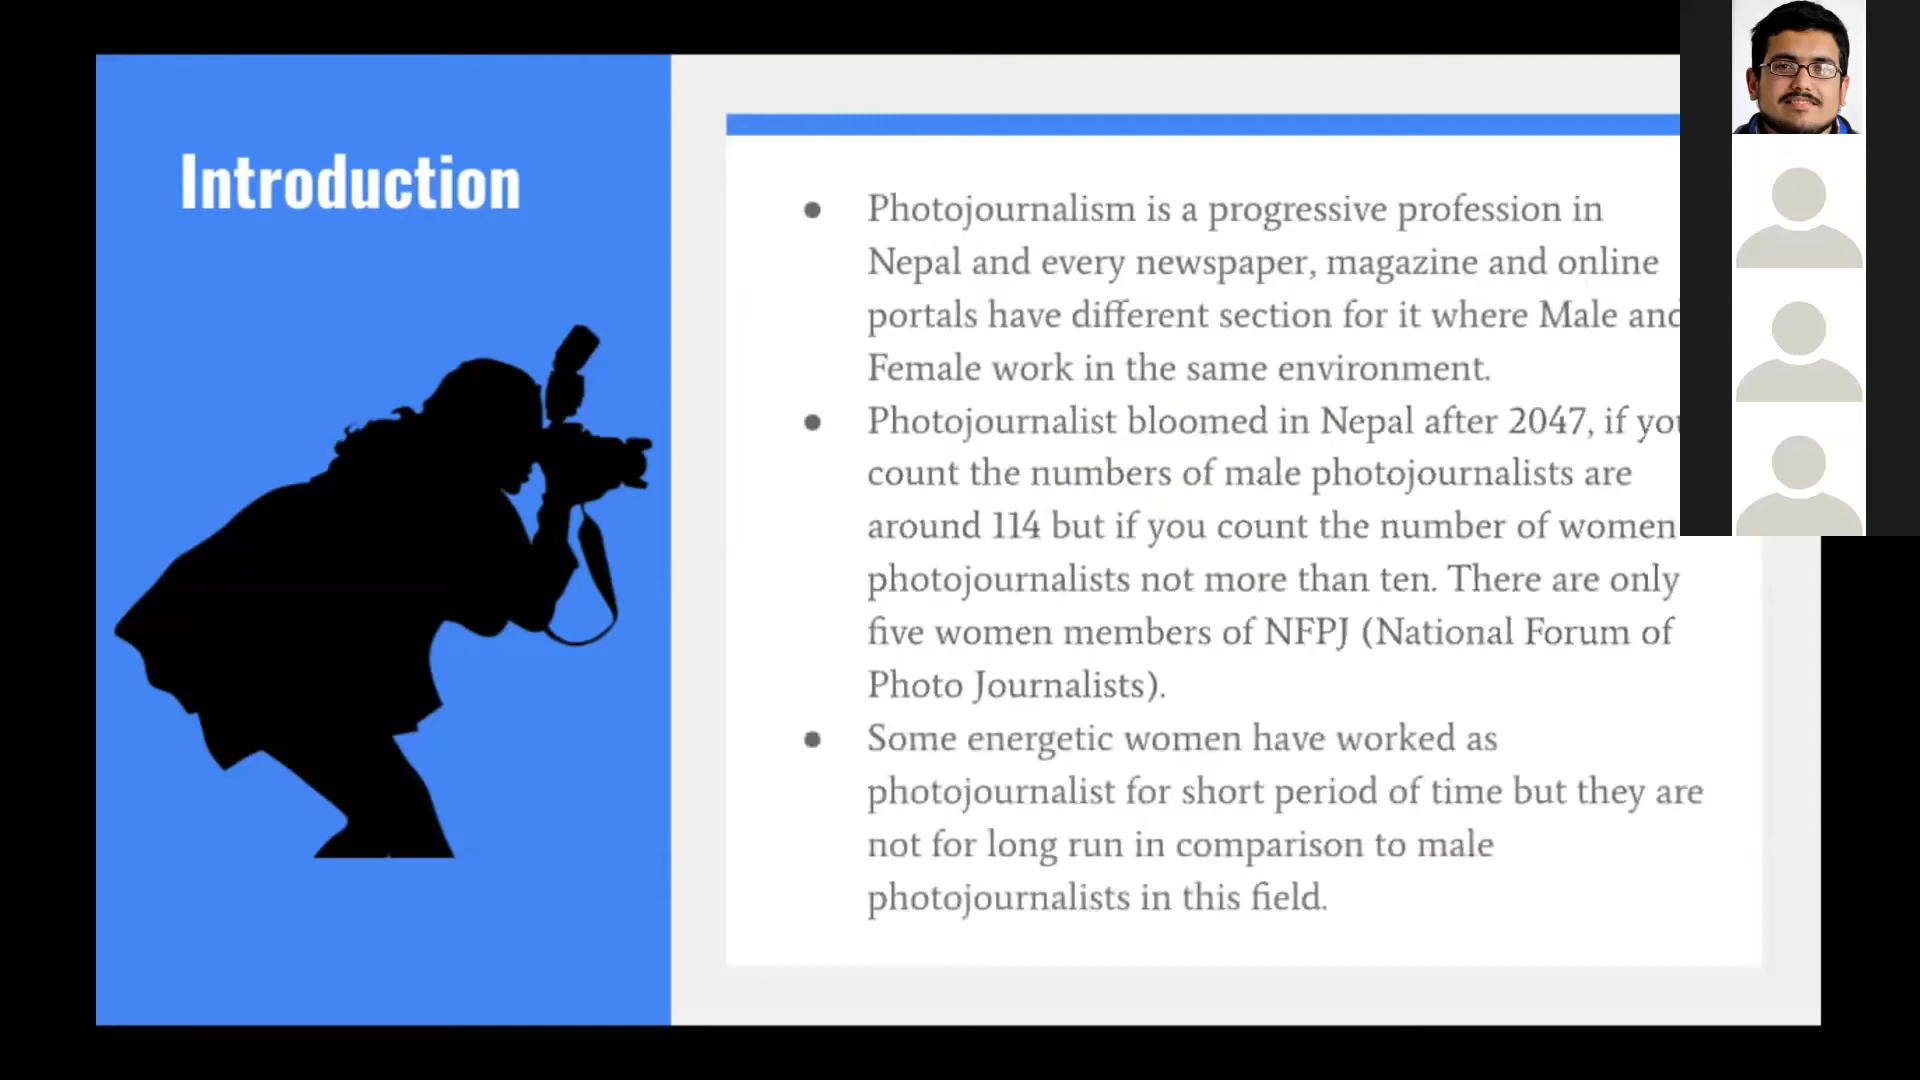 Introduction
● Photojournalism is a progressive profession in
Nepal and every newspaper, magazine and online
portals have different section for it where Male and
Female work in the same environment.
● Photojournalist bloomed in Nepal after 2047, if you
count the numbers of male photojournalists are
around 114 but if you count the number of women
photojournalists not more than ten. There are only
five women members of NFPJ (National Forum of
Photo Journalists).
● Some energetic women have worked as
photojournalist for short period of time but they are
not for long run in comparison to male
photojournalists in this field.